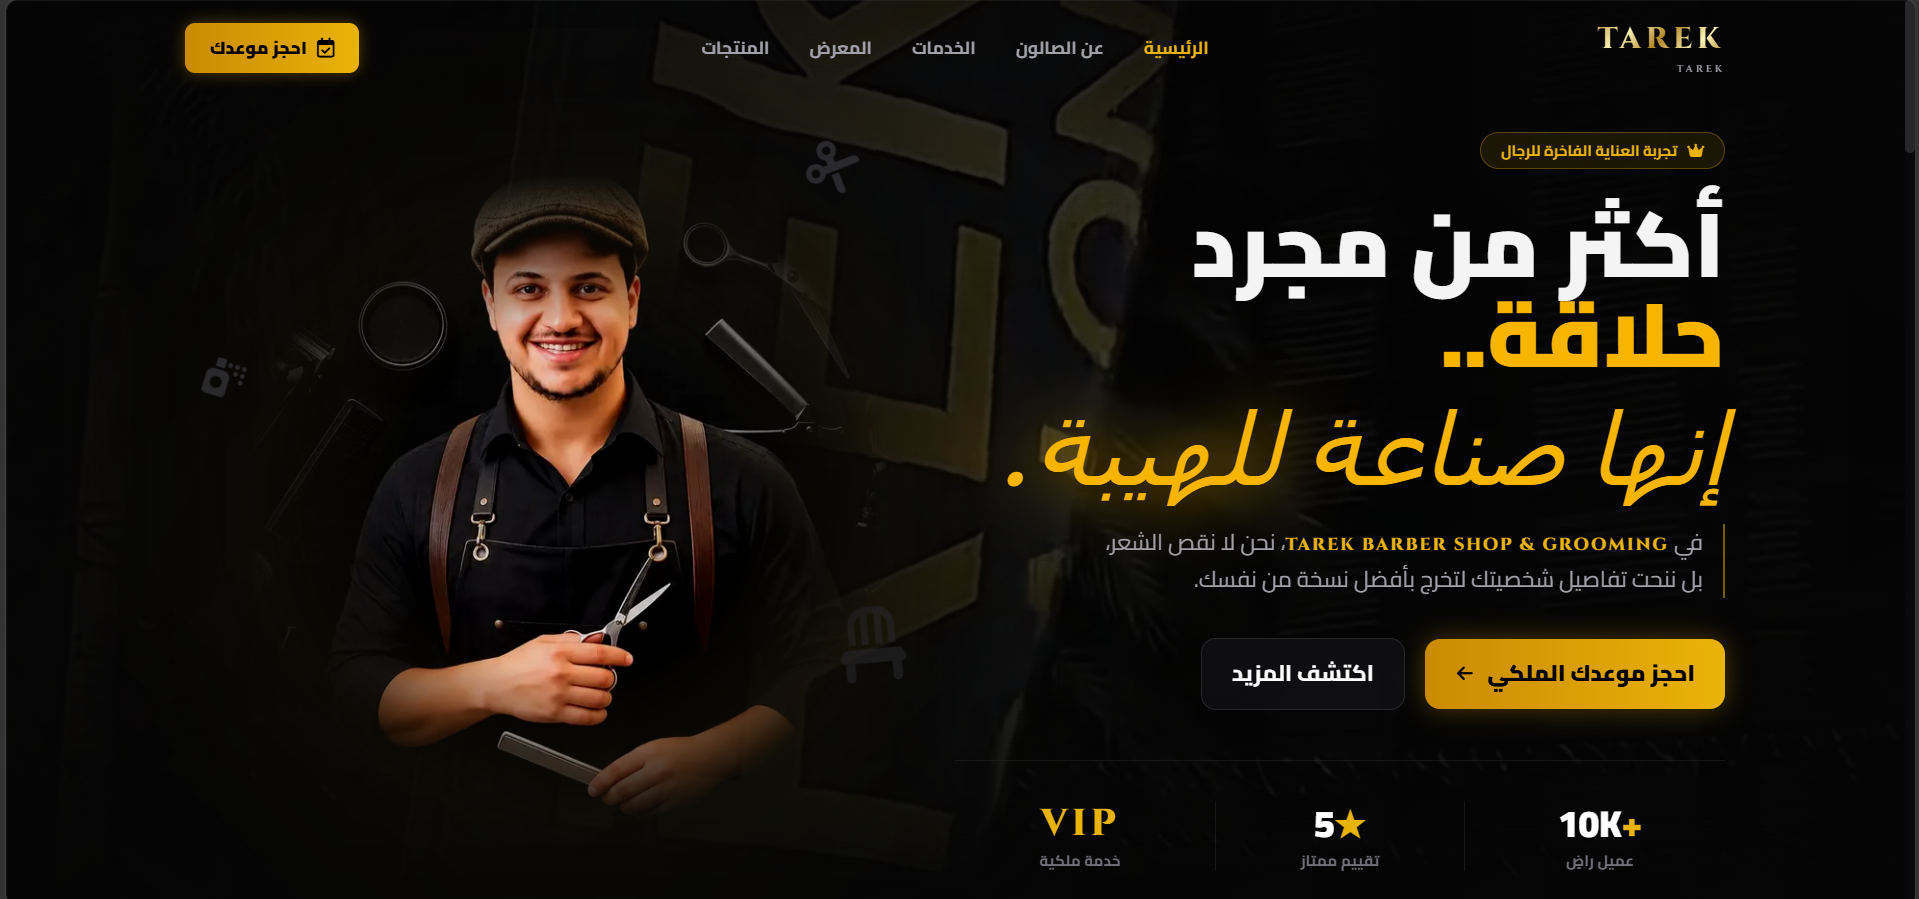 TAREK
TAREK
الرئيسية
عن الصالون
الخدمات
المعرض
المنتجات
احجز موعدك
تجربة العناية الفاخرة للرجال
أكثر من مجرد
حلاقة..
إنها صناعة للهيبة.
في TAREK BARBER SHOP & GROOMING، نحن لا نقص الشعر،
بل ننحت تفاصيل شخصيتك لتخرج بأفضل نسخة من نفسك.
احجز موعدك الملكي ←
اكتشف المزيد
10K+
عميل راضٍ
5★
تقييم ممتاز
VIP
خدمة ملكية